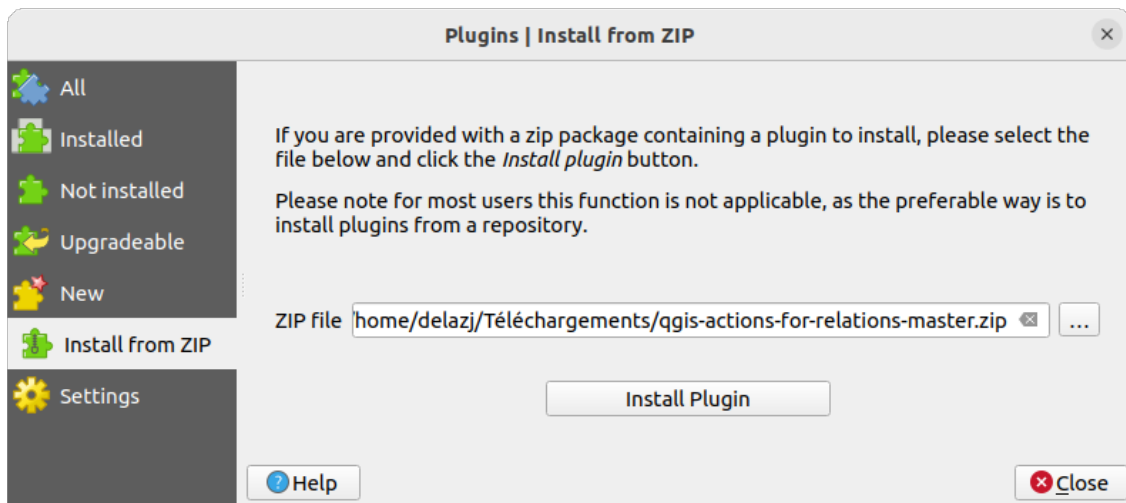 Plugins | Install from ZIP
All
Installed
Not installed
Upgradeable
New
Install from ZIP
Settings
If you are provided with a zip package containing a plugin to install, please select the
file below and click the Install plugin button.
Please note for most users this function is not applicable, as the preferable way is to
install plugins from a repository.
ZIP file /home/delazj/Téléchargements/qgis-actions-for-relations-master.zip ...
Install Plugin
Help
Close